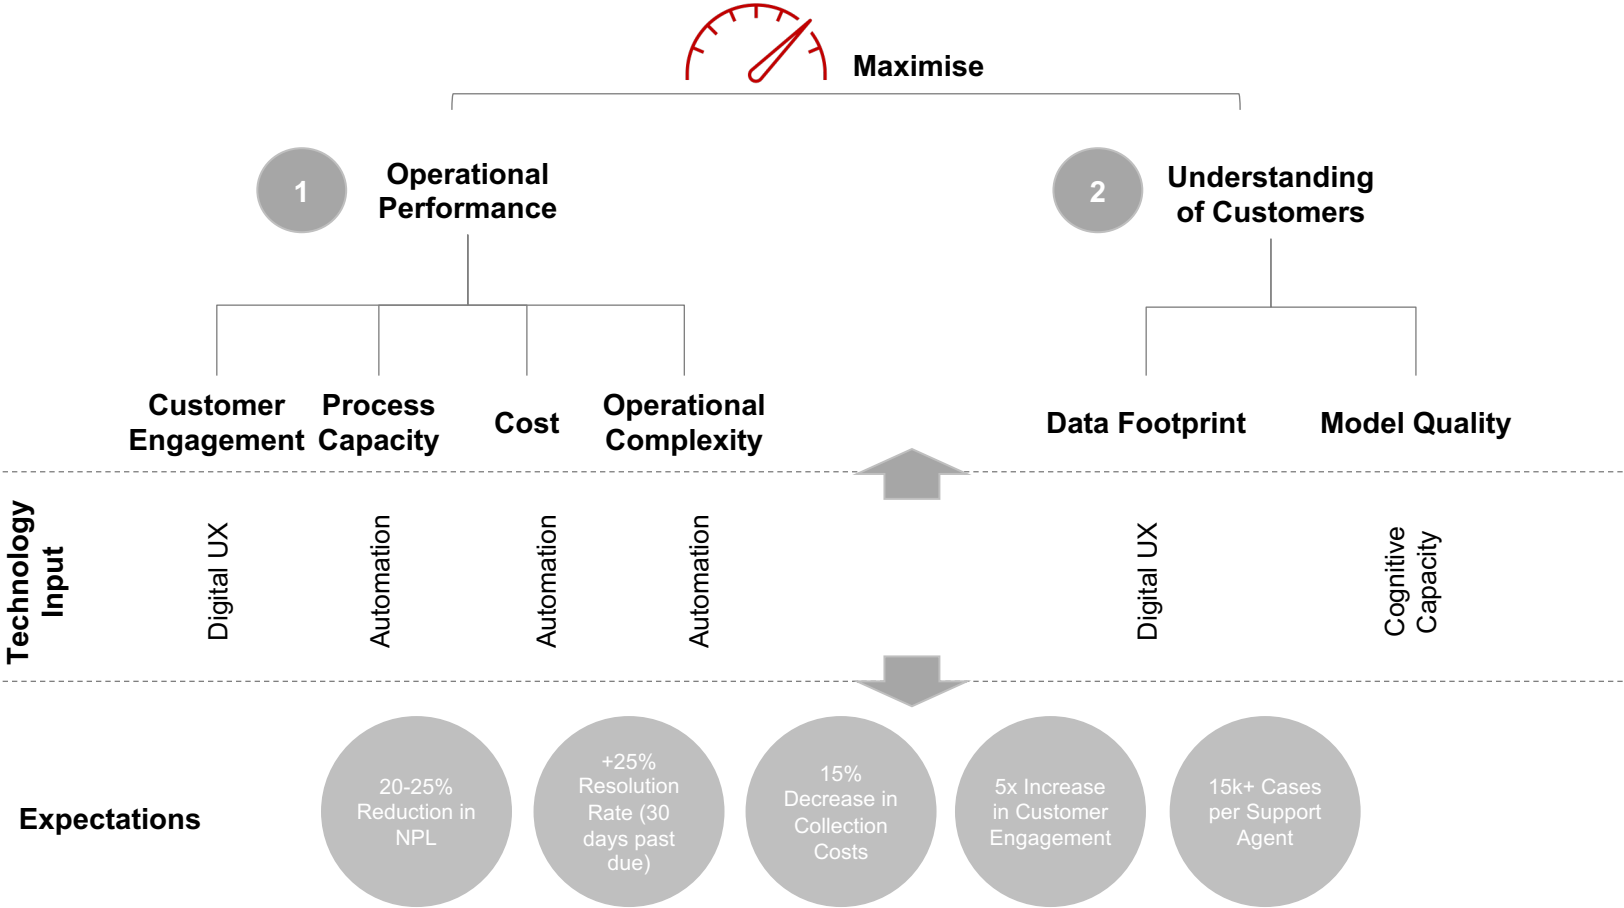 Maximise
1
Operational
Performance
2
Understanding
of Customers
Customer
Engagement
Process
Capacity
Cost
Operational
Complexity
Data Footprint
Model Quality
Technology
Input
Digital UX
Automation
Automation
Automation
Digital UX
Cognitive
Capacity
Expectations
20-25%
Reduction in
NPL
+25%
Resolution
Rate (30
days past
due)
15%
Decrease in
Collection
Costs
5x Increase
in Customer
Engagement
15k+ Cases
per Support
Agent